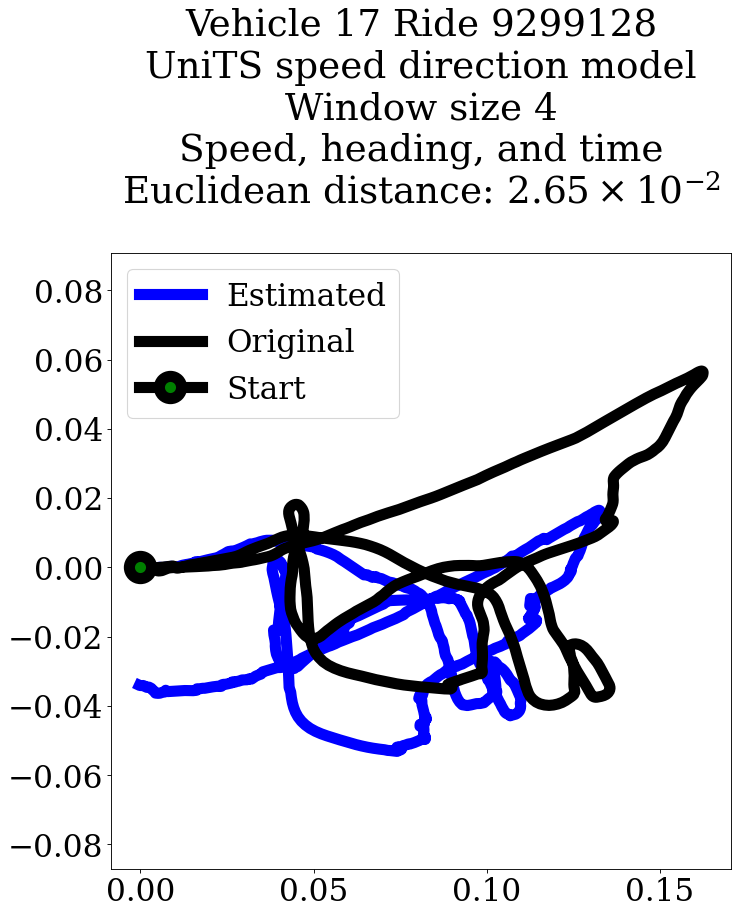 Vehicle 17 Ride 9299128
UniTS speed direction model
Window size 4
Speed, heading, and time
Euclidean distance: 2.65 × 10⁻²
Estimated
Original
Start
0.08
0.06
0.04
0.02
0.00
−0.02
−0.04
−0.06
−0.08
0.00 0.05 0.10 0.15